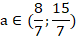 a ∈ (8/7; 15/7)